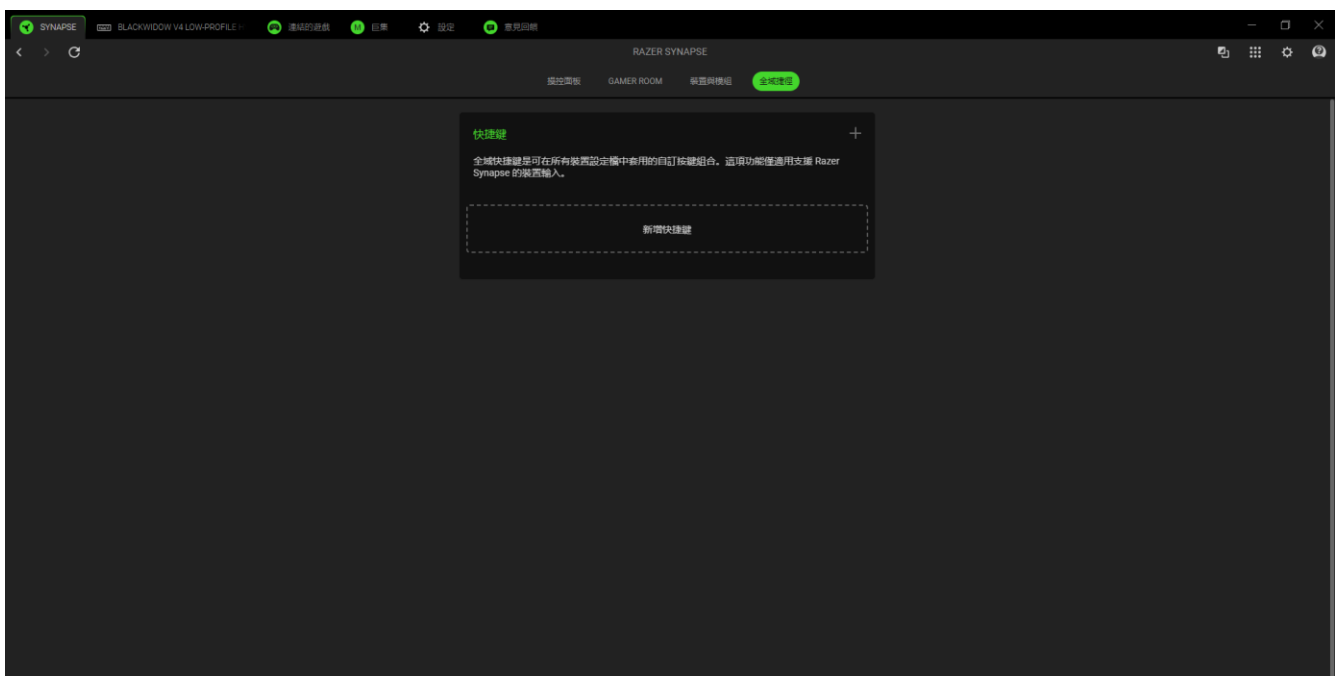 SYNAPSE
BLACKWIDOW V4 LOW-PROFILE H
連結的遊戲
M 巨集
設定
意見回饋
RAZER SYNAPSE
操控面板
GAMER ROOM
裝置與模組
全域捷徑
快捷鍵
全域快捷鍵是可在所有裝置設定檔中套用的自訂按鍵組合。這項功能僅適用支援 Razer
Synapse 的裝置輸入。
新增快捷鍵